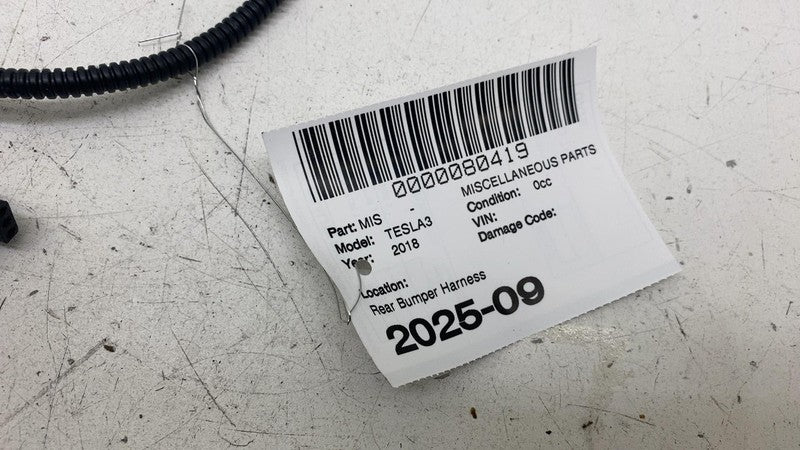 0000080419
Part: MIS - MISCELLANEOUS PARTS
Model: TESLA3 Condition: 0cc
Year: 2018 VIN:
Damage Code:
Location:
Rear Bumper Harness
2025-09